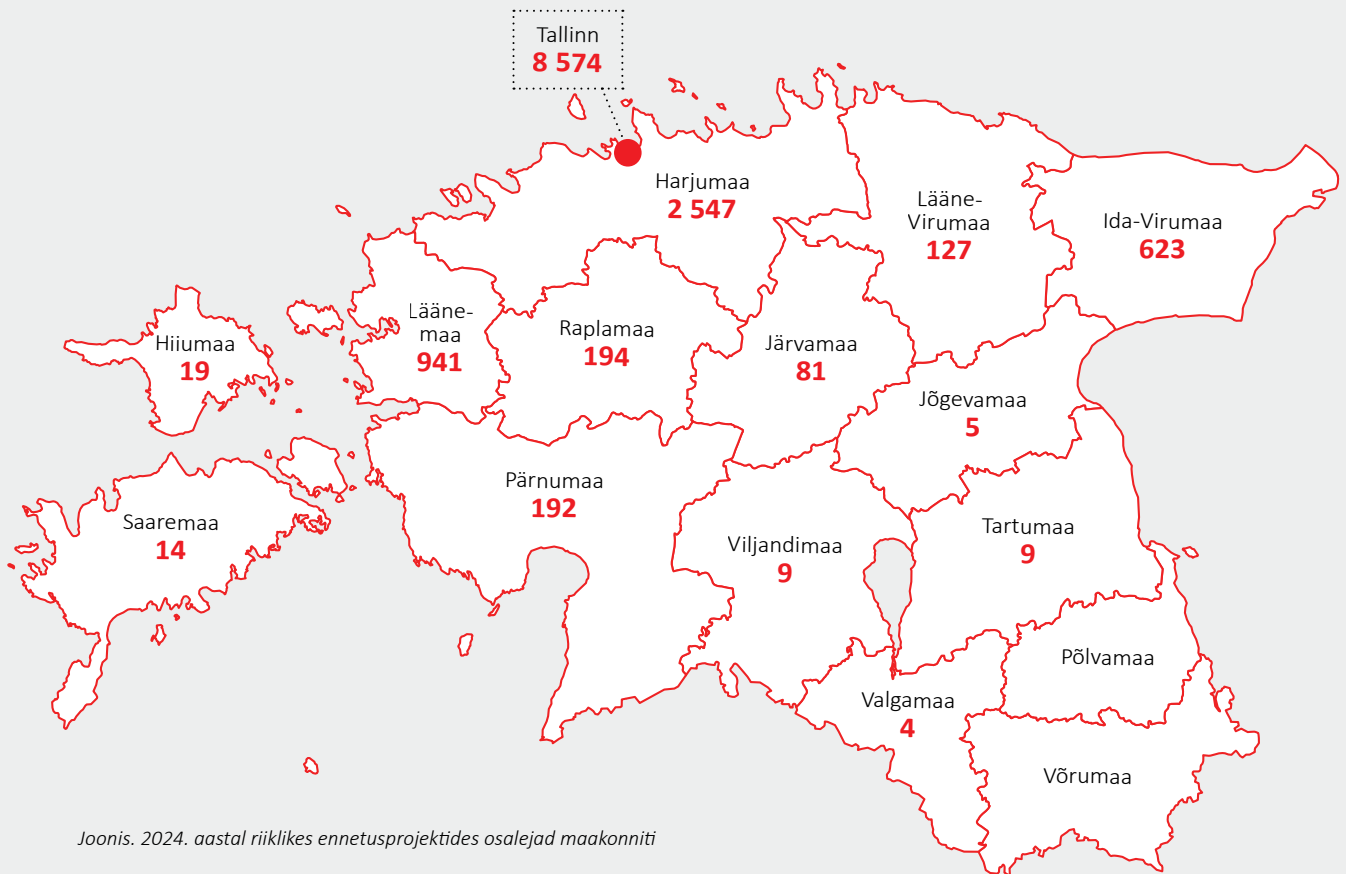 Tallinn
8 574
Harjumaa
2 547
Lääne-
Virumaa
127
Ida-Virumaa
623
Lääne-
maa
941
Raplamaa
194
Järvamaa
81
Hiiumaa
19
Jõgevamaa
5
Pärnumaa
192
Saaremaa
14
Viljandimaa
9
Tartumaa
9
Põlvamaa
Valgamaa
4
Võrumaa
Joonis. 2024. aastal riiklikes ennetusprojektides osalejad maakonniti